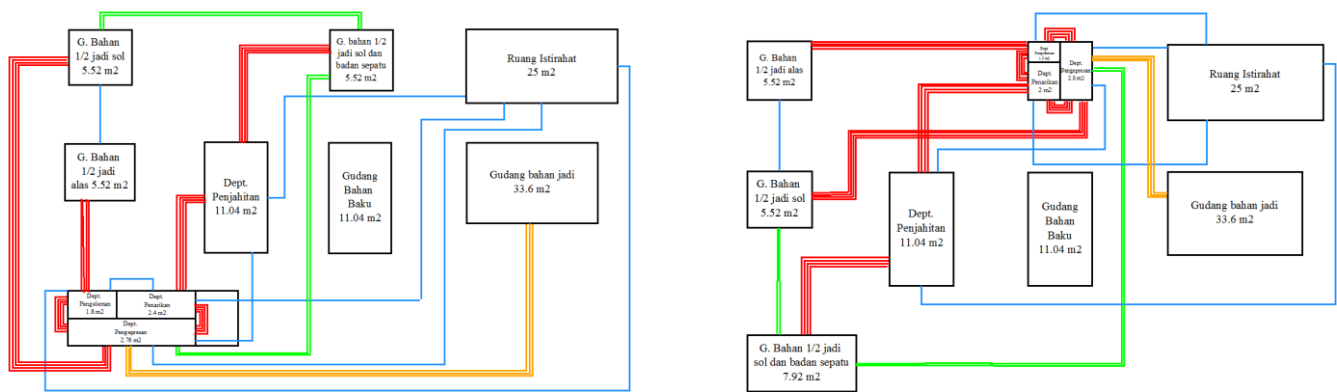 G. Bahan
1/2 jadi sol
5.52 m2
G. bahan 1/2
jadi sol dan
badan sepatu
5.52 m2
Ruang Istirahat
25 m2
G. Bahan
1/2 jadi
alas 5.52 m2
Dept.
Penjahitan
11.04 m2
Gudang
Bahan
Baku
11.04 m2
Gudang bahan jadi
33.6 m2
Dept.
Pengeleman
1.8 m2
Dept.
Penarikan
2.4 m2
Dept.
Pengepresan
2.76 m2
G. Bahan
1/2 jadi alas
5.52 m2
Dept.
Pengeleman
Dept.
Penarikan
2 m2
Dept.
Pengepresan
2.8 m2
Ruang Istirahat
25 m2
G. Bahan
1/2 jadi sol
5.52 m2
Dept.
Penjahitan
11.04 m2
Gudang
Bahan
Baku
11.04 m2
Gudang bahan jadi
33.6 m2
G. Bahan 1/2 jadi
sol dan badan sepatu
7.92 m2